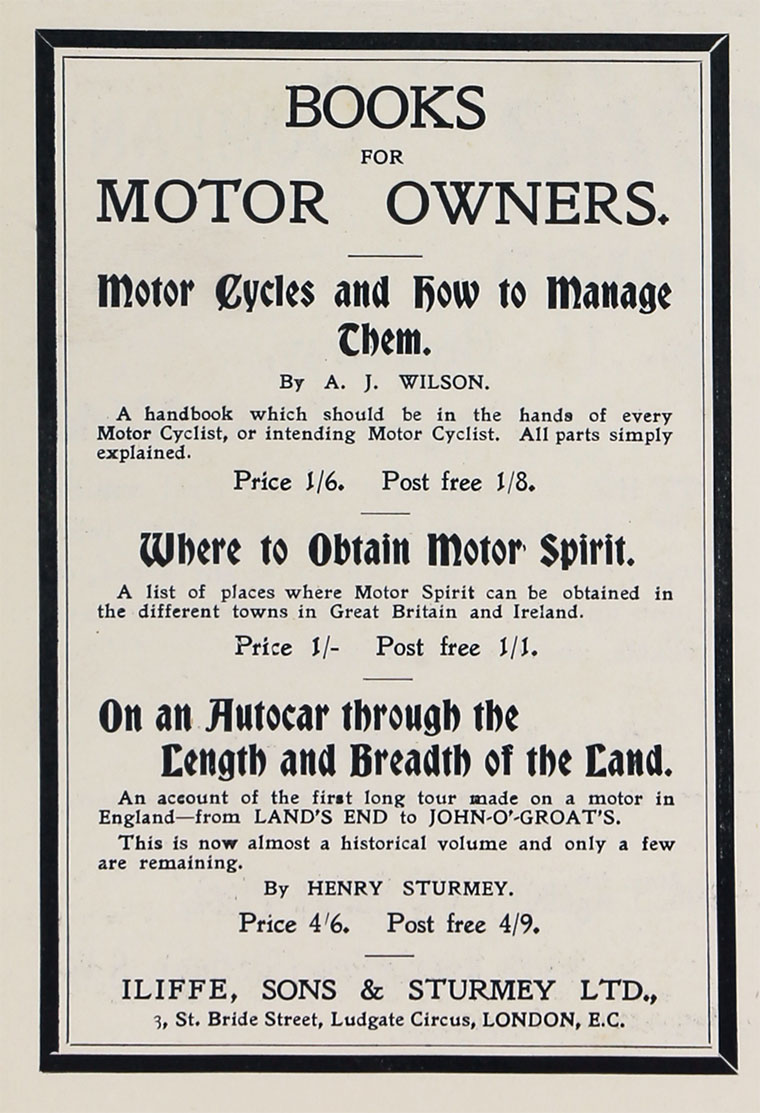 BOOKS
FOR
MOTOR OWNERS.
Motor Cycles and How to Manage
Them.
By A. J. WILSON.
A handbook which should be in the hands of every
Motor Cyclist, or intending Motor Cyclist. All parts simply
explained.
Price 1/6. Post free 1/8.
Where to Obtain Motor Spirit.
A list of places where Motor Spirit can be obtained in
the different towns in Great Britain and Ireland.
Price 1/- Post free 1/1.
On an Autocar through the
Length and Breadth of the Land.
An account of the first long tour made on a motor in
England—from LAND'S END to JOHN-O'-GROAT'S.
This is now almost a historical volume and only a few
are remaining.
By HENRY STURMEY.
Price 4/6. Post free 4/9.
ILIFFE, SONS & STURMEY LTD.,
3, St. Bride Street, Ludgate Circus, LONDON, E.C.